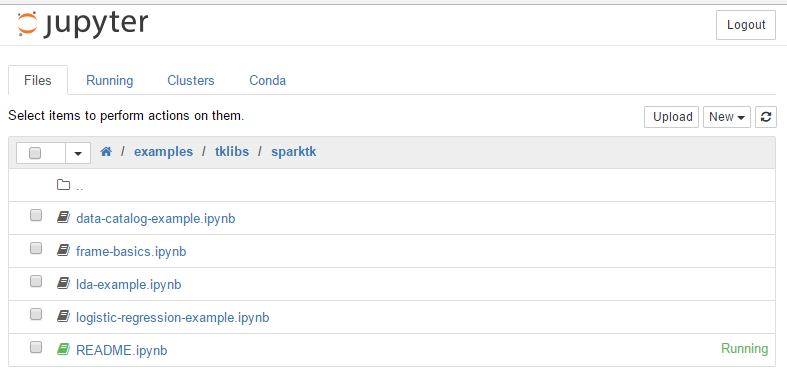 jupyter
Logout
Files Running Clusters Conda
Select items to perform actions on them.
Upload New
/ examples / tklibs / sparktk
..
data-catalog-example.ipynb
frame-basics.ipynb
lda-example.ipynb
logistic-regression-example.ipynb
README.ipynb Running